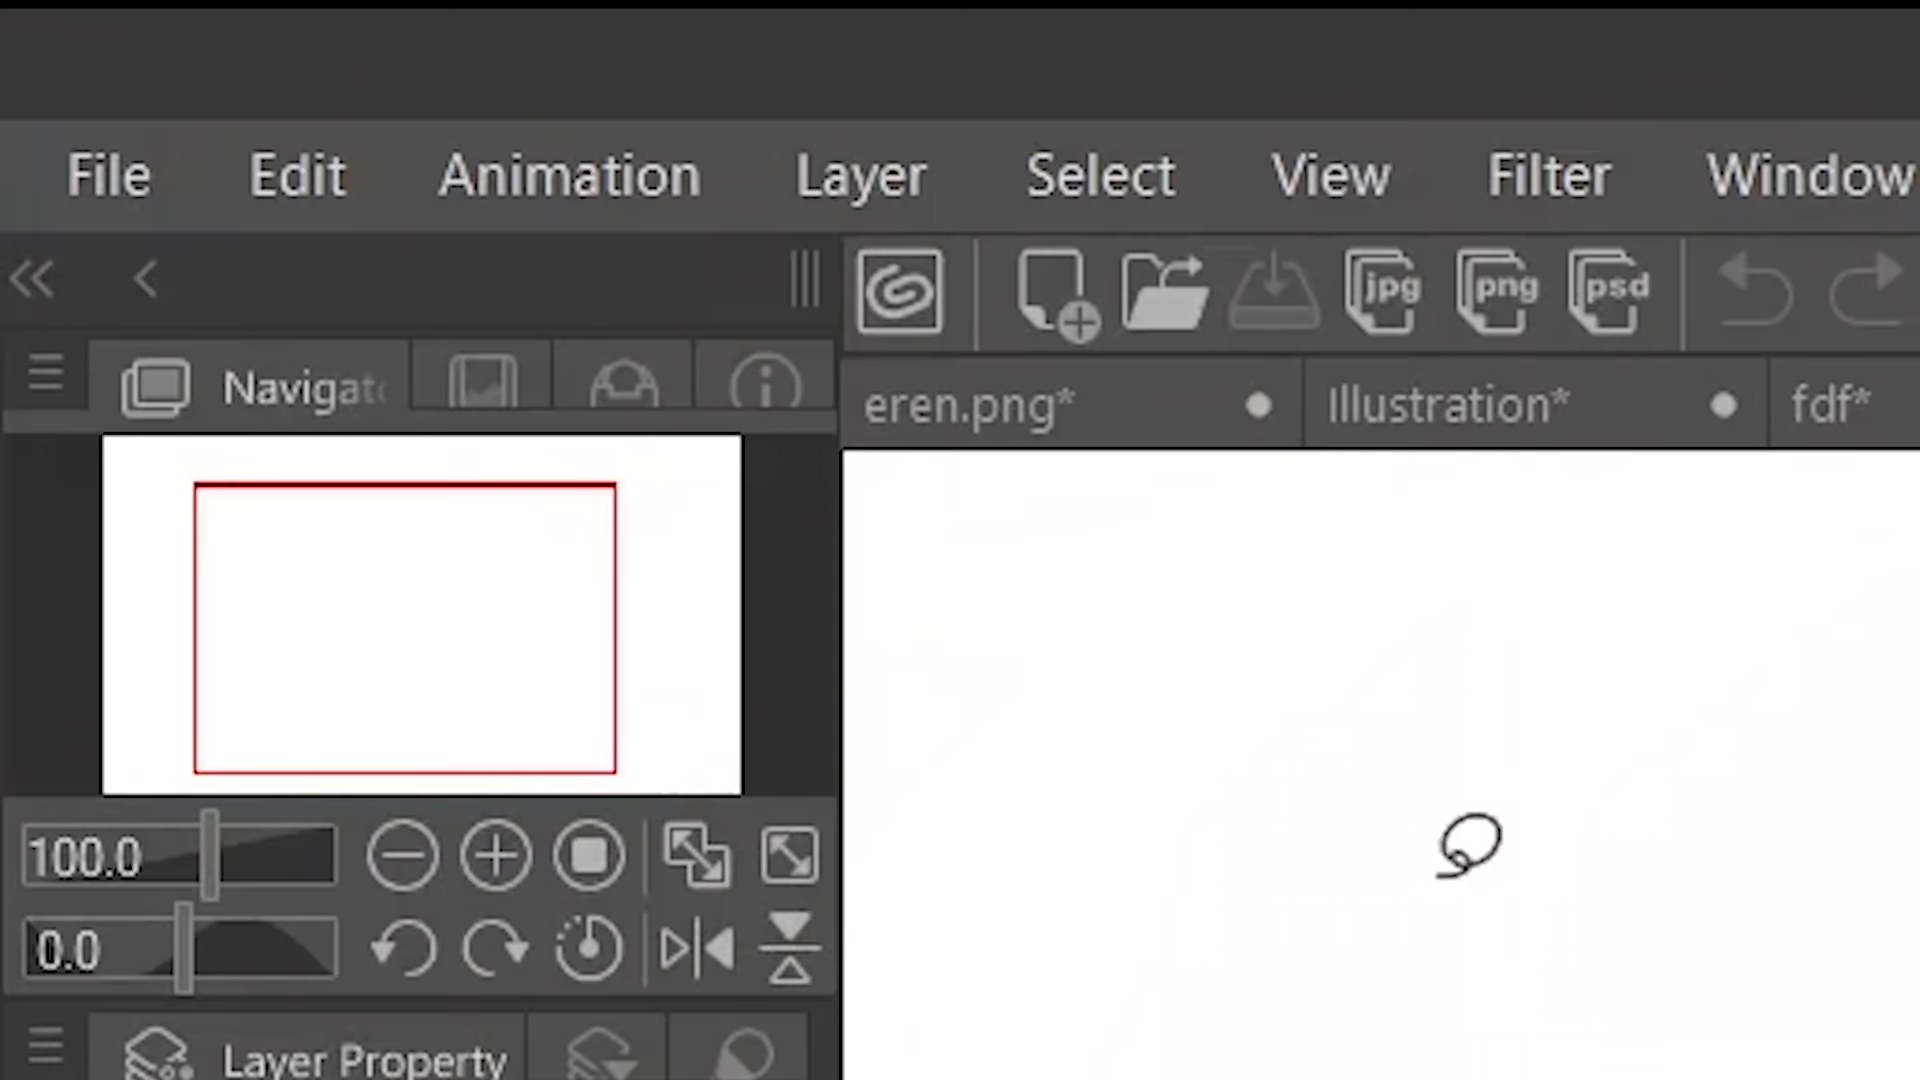 File Edit Animation Layer Select View Filter Window
jpg png psd
Navigato
eren.png* Illustration* fdf*
100.0
0.0
Layer Property